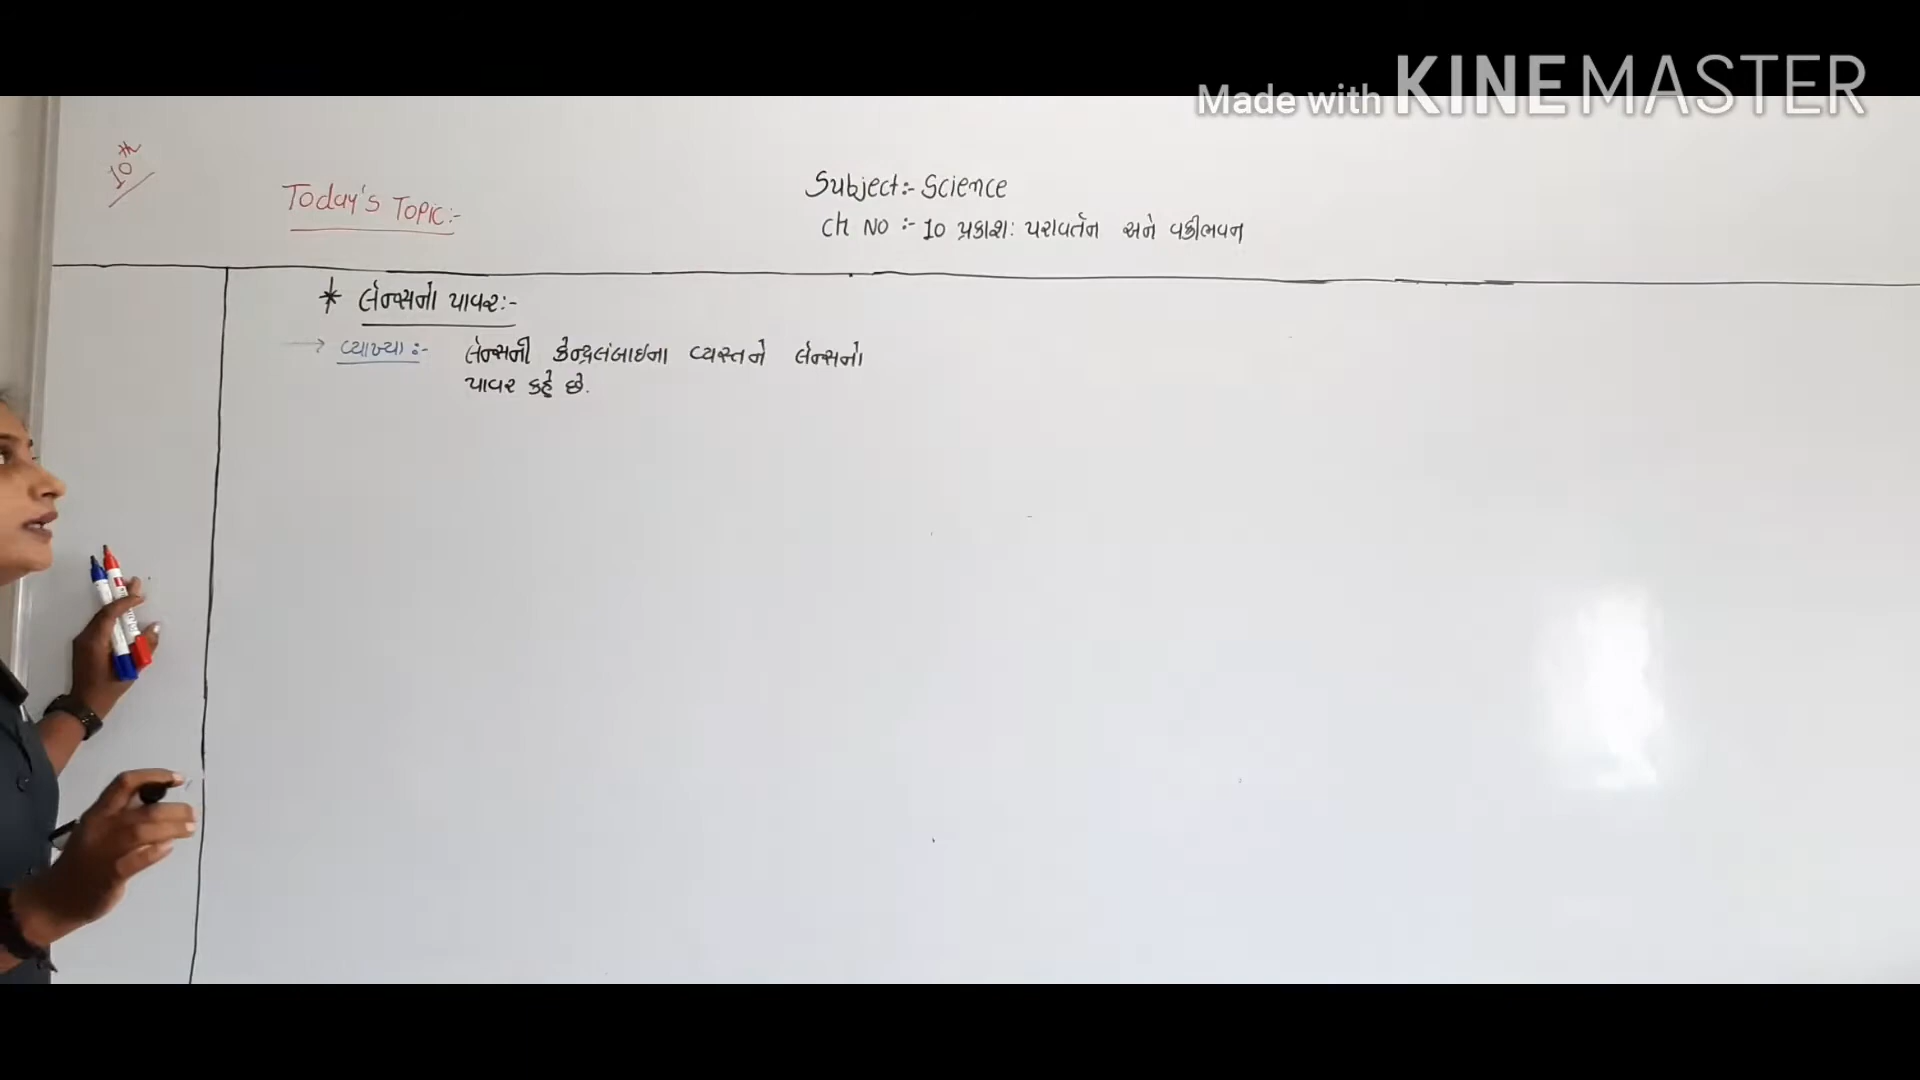 Made with KINEMASTER
10th
Today's Topic:-
Subject:- Science
Ch No :- 10 પ્રકાશ: પરાવર્તન અને વક્રીભવન
* લેન્સનો પાવર:-
→ વ્યાખ્યા :- લેન્સની કેન્દ્રલંબાઇના વ્યસ્તને લેન્સનો
પાવર કહે છે.